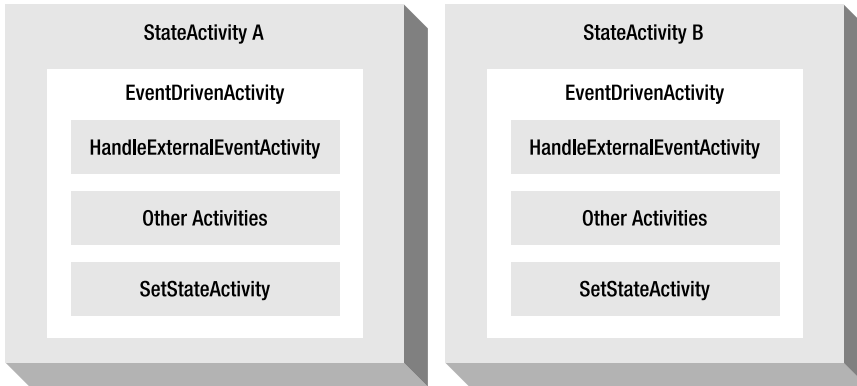 StateActivity A
EventDrivenActivity
HandleExternalEventActivity
Other Activities
SetStateActivity
StateActivity B
EventDrivenActivity
HandleExternalEventActivity
Other Activities
SetStateActivity